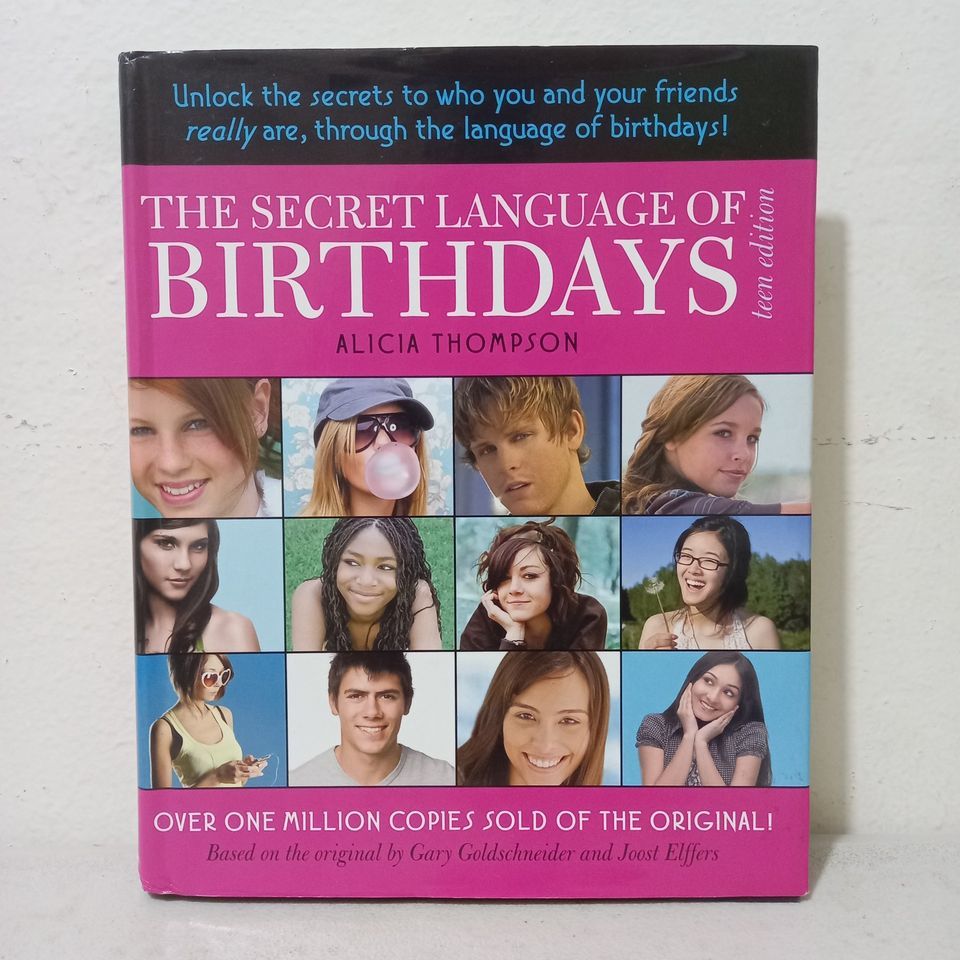 Unlock the secrets to who you and your friends
really are, through the language of birthdays!
THE SECRET LANGUAGE OF
BIRTHDAYS
teen edition
ALICIA THOMPSON
OVER ONE MILLION COPIES SOLD OF THE ORIGINAL!
Based on the original by Gary Goldschneider and Joost Elffers